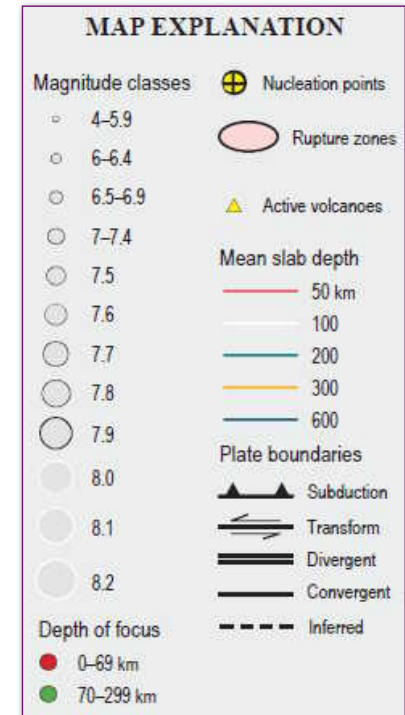 MAP EXPLANATION
Magnitude classes
4–5.9
6–6.4
6.5–6.9
7–7.4
7.5
7.6
7.7
7.8
7.9
8.0
8.1
8.2
Depth of focus
0–69 km
70–299 km
Nucleation points
Rupture zones
Active volcanoes
Mean slab depth
50 km
100
200
300
600
Plate boundaries
Subduction
Transform
Divergent
Convergent
Inferred